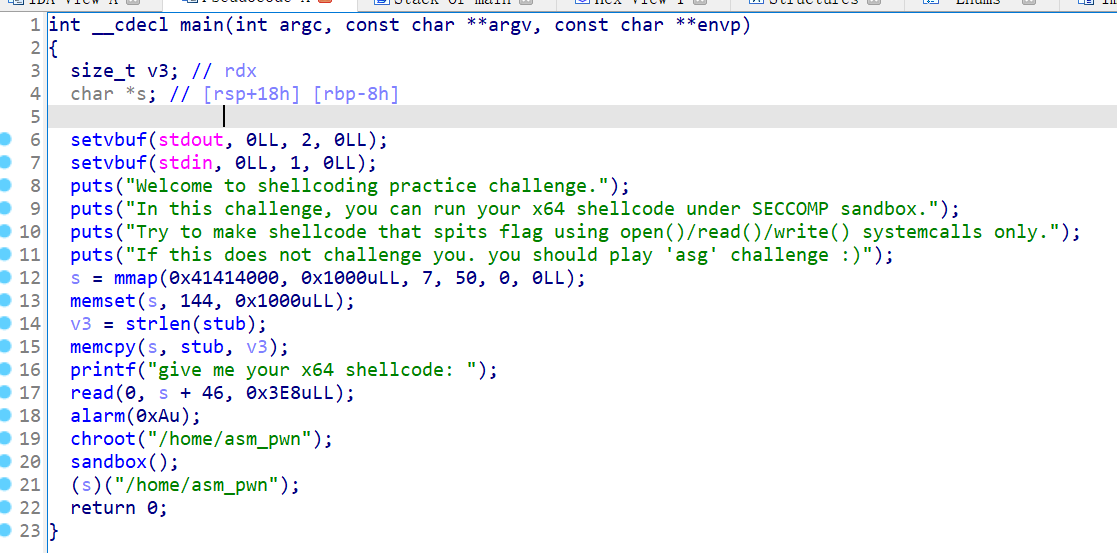 1 int __cdecl main(int argc, const char **argv, const char **envp)
2 {
3 size_t v3; // rdx
4 char *s; // [rsp+18h] [rbp-8h]
5
6 setvbuf(stdout, 0LL, 2, 0LL);
7 setvbuf(stdin, 0LL, 1, 0LL);
8 puts("Welcome to shellcoding practice challenge.");
9 puts("In this challenge, you can run your x64 shellcode under SECCOMP sandbox.");
10 puts("Try to make shellcode that spits flag using open()/read()/write() systemcalls only.");
11 puts("If this does not challenge you. you should play 'asg' challenge :)");
12 s = mmap(0x41414000, 0x1000uLL, 7, 50, 0, 0LL);
13 memset(s, 144, 0x1000uLL);
14 v3 = strlen(stub);
15 memcpy(s, stub, v3);
16 printf("give me your x64 shellcode: ");
17 read(0, s + 46, 0x3E8uLL);
18 alarm(0xAu);
19 chroot("/home/asm_pwn");
20 sandbox();
21 (s)("/home/asm_pwn");
22 return 0;
23 }